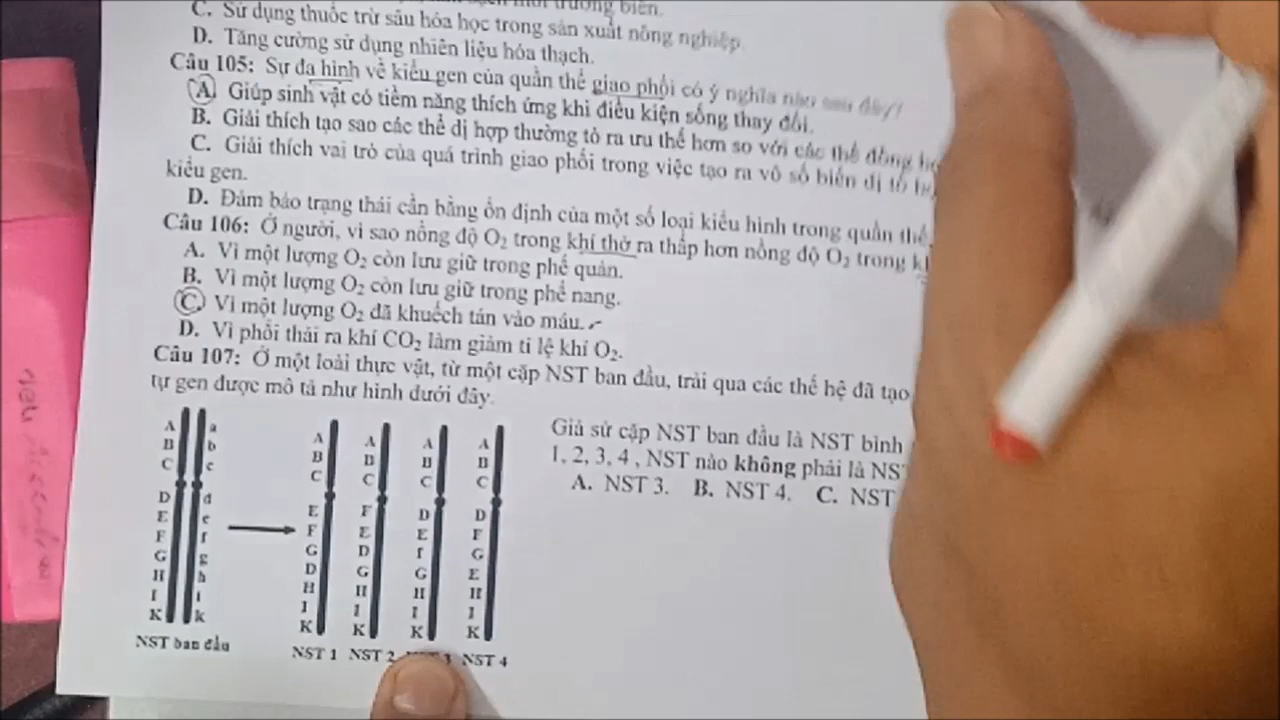 trường biển.
C. Sử dụng thuốc trừ sâu hóa học trong sản xuất nông nghiệp.
D. Tăng cường sử dụng nhiên liệu hóa thạch.
Câu 105: Sự đa hình về kiểu gen của quần thể giao phối có ý nghĩa nào sau đây?
A. Giúp sinh vật có tiềm năng thích ứng khi điều kiện sống thay đổi.
B. Giải thích tạo sao các thể dị hợp thường tỏ ra ưu thế hơn so với các thể đồng
C. Giải thích vai trò của quá trình giao phối trong việc tạo ra vô số biến dị tổ
kiểu gen.
D. Đảm bảo trạng thái cân bằng ổn định của một số loại kiểu hình trong quần thể
Câu 106: Ở người, vì sao nồng độ O₂ trong khí thở ra thấp hơn nồng độ O₂ trong
A. Vì một lượng O₂ còn lưu giữ trong phế quản.
B. Vì một lượng O₂ còn lưu giữ trong phế nang.
C. Vì một lượng O₂ đã khuếch tán vào máu.
D. Vì phổi thải ra khí CO₂ làm giảm tỉ lệ khí O₂.
Câu 107: Ở một loài thực vật, từ một cặp NST ban đầu, trải qua các thế hệ đã tạo
tự gen được mô tả như hình dưới đây.
Giả sử cặp NST ban đầu là NST bình
1, 2, 3, 4 , NST nào không phải là
A. NST 3. B. NST 4. C. NST
A a A A A A
B b B B B B
C c C C C C
D d E F D D
E e F E E F
F f G D F G
G g D G G E
H h H H H H
I i I I I I
K k K K K K
NST ban đầu
NST 1 NST 2 NST 4